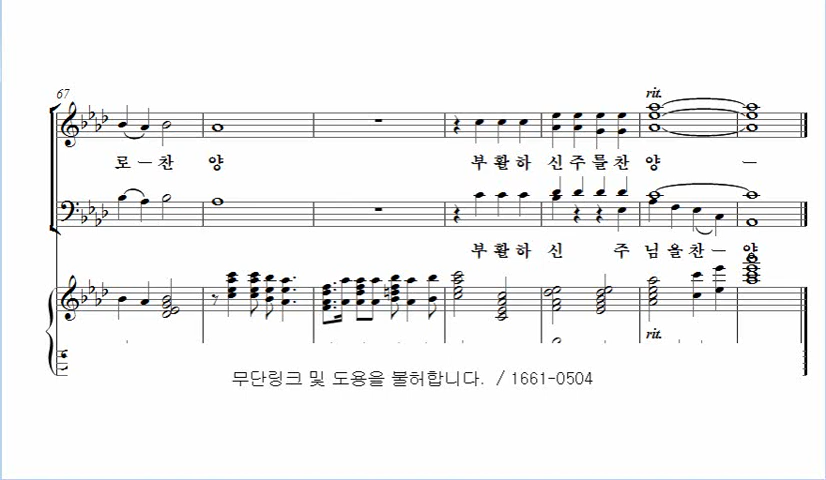 67
rit.
로 — 찬 양 부 활 하 신 주 를 찬 양 —
부 활 하 신 주 님 을 찬 — 양
rit.
무단링크 및 도용을 불허합니다. / 1661-0504